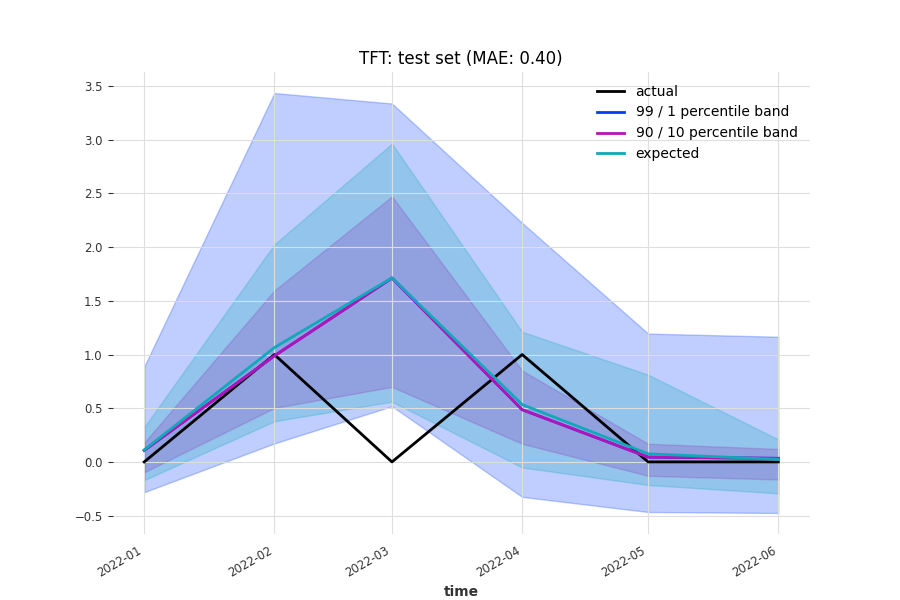 TFT: test set (MAE: 0.40)
actual
99 / 1 percentile band
90 / 10 percentile band
expected
3.5
3.0
2.5
2.0
1.5
1.0
0.5
0.0
−0.5
2022-01
2022-02
2022-03
2022-04
2022-05
2022-06
time